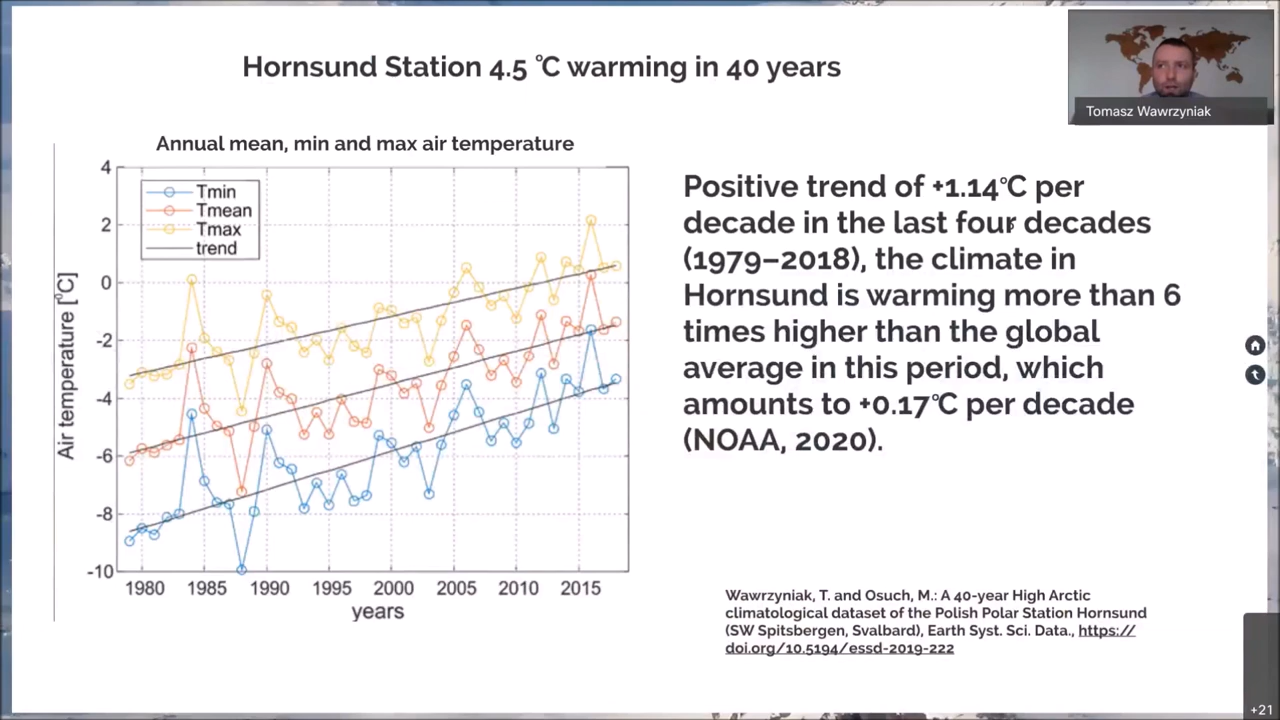 Hornsund Station 4.5 ℃ warming in 40 years
Tomasz Wawrzyniak
Annual mean, min and max air temperature
4
2
0
-2
-4
-6
-8
-10
Air temperature [°C]
Tmin
Tmean
Tmax
trend
1980 1985 1990 1995 2000 2005 2010 2015
years
Positive trend of +1.14℃ per
decade in the last four decades
(1979–2018), the climate in
Hornsund is warming more than 6
times higher than the global
average in this period, which
amounts to +0.17℃ per decade
(NOAA, 2020).
Wawrzyniak, T. and Osuch, M.: A 40-year High Arctic
climatological dataset of the Polish Polar Station Hornsund
(SW Spitsbergen, Svalbard), Earth Syst. Sci. Data., https://
doi.org/10.5194/essd-2019-222
+21